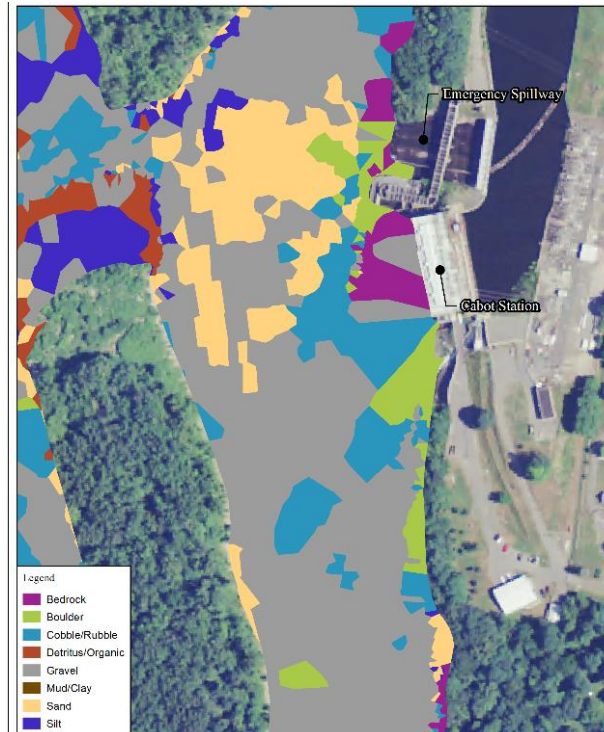 Emergency Spillway
Cabot Station
Legend
Bedrock
Boulder
Cobble/Rubble
Detritus/Organic
Gravel
Mud/Clay
Sand
Silt